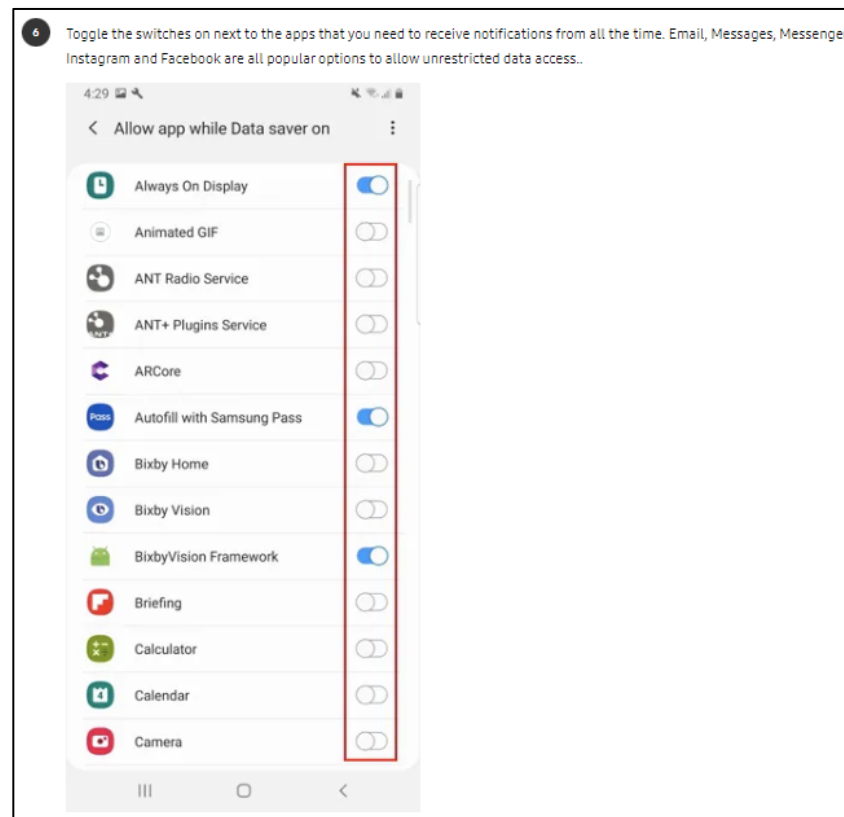 6
Toggle the switches on next to the apps that you need to receive notifications from all the time. Email, Messages, Messenge
Instagram and Facebook are all popular options to allow unrestricted data access..
4:29
Allow app while Data saver on
Always On Display
Animated GIF
ANT Radio Service
ANT+ Plugins Service
ARCore
Pass Autofill with Samsung Pass
Bixby Home
Bixby Vision
BixbyVision Framework
Briefing
Calculator
4 Calendar
Camera